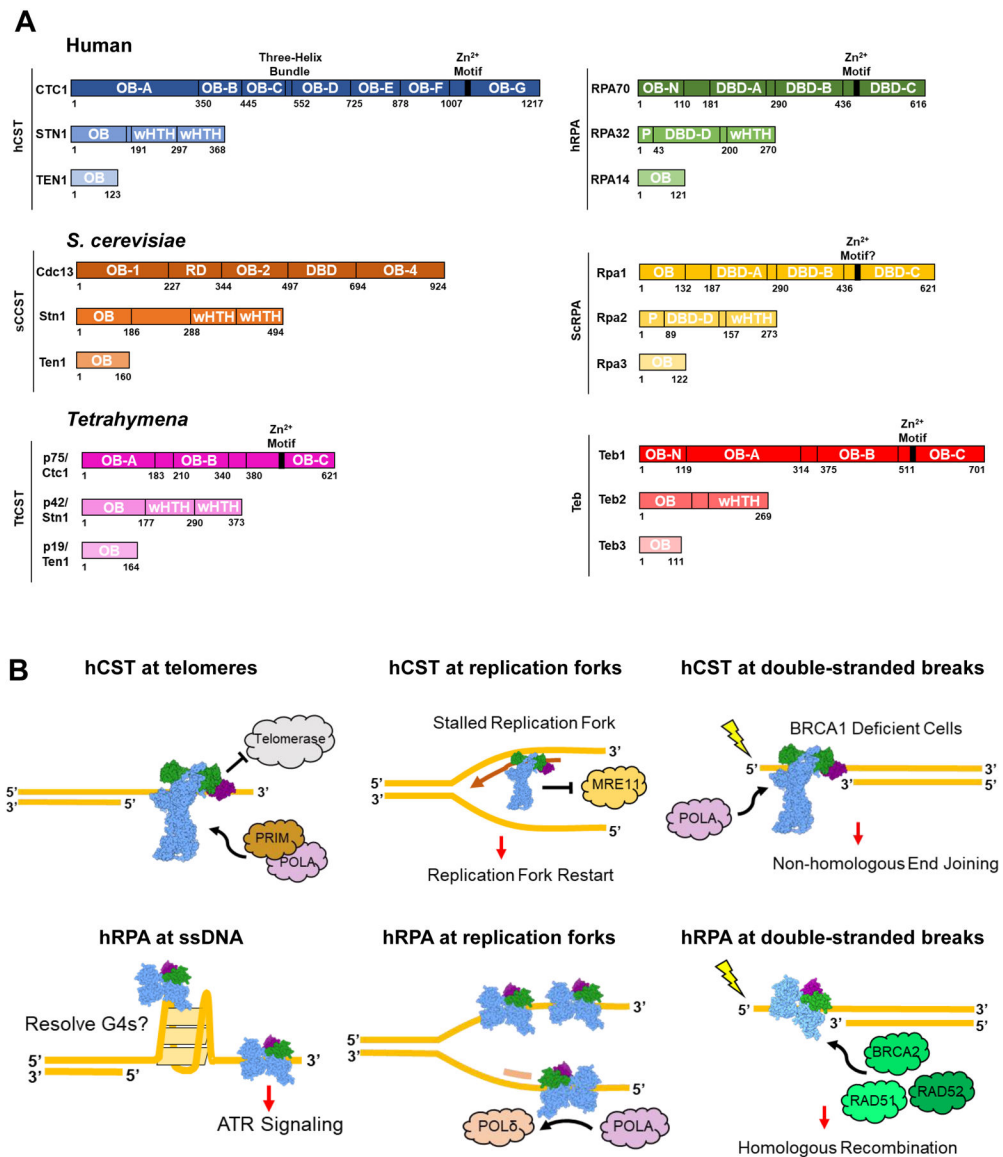 A
Human
Three-Helix
Bundle
Zn²⁺
Motif
hCST
CTC1
OB-A
OB-B
OB-C
OB-D
OB-E
OB-F
OB-G
1
350
445
552
725
878
1007
1217
STN1
OB
wHTH
wHTH
1
191
297
368
TEN1
OB
1
123
Zn²⁺
Motif
hRPA
RPA70
OB-N
DBD-A
DBD-B
DBD-C
1
110
181
290
436
616
RPA32
P
DBD-D
wHTH
1
43
200
270
RPA14
OB
1
121
S. cerevisiae
sCCST
Cdc13
OB-1
RD
OB-2
DBD
OB-4
1
227
344
497
694
924
Stn1
OB
wHTH
wHTH
1
186
288
494
Ten1
OB
1
160
Zn²⁺
Motif?
ScRPA
Rpa1
OB
DBD-A
DBD-B
DBD-C
1
132
187
290
436
621
Rpa2
P
DBD-D
wHTH
1
89
157
273
Rpa3
OB
1
122
Tetrahymena
Zn²⁺
Motif
TtCST
p75/
Ctc1
OB-A
OB-B
OB-C
1
183
210
340
380
621
p42/
Stn1
OB
wHTH
wHTH
1
177
290
373
p19/
Ten1
OB
1
164
Zn²⁺
Motif
Teb
Teb1
OB-N
OB-A
OB-B
OB-C
1
119
314
375
511
701
Teb2
OB
wHTH
1
269
Teb3
OB
1
111
B
hCST at telomeres
Telomerase
5’
3’
5’
3’
PRIM
POLA
hCST at replication forks
Stalled Replication Fork
3’
5’
3’
MRE11
5’
Replication Fork Restart
hCST at double-stranded breaks
BRCA1 Deficient Cells
5’
3’
5’
POLA
Non-homologous End Joining
hRPA at ssDNA
Resolve G4s?
5’
3’
5’
3’
ATR Signaling
hRPA at replication forks
3’
5’
3’
5’
POLδ
POLA
hRPA at double-stranded breaks
5’
3’
3’
5’
BRCA2
RAD51
RAD52
Homologous Recombination